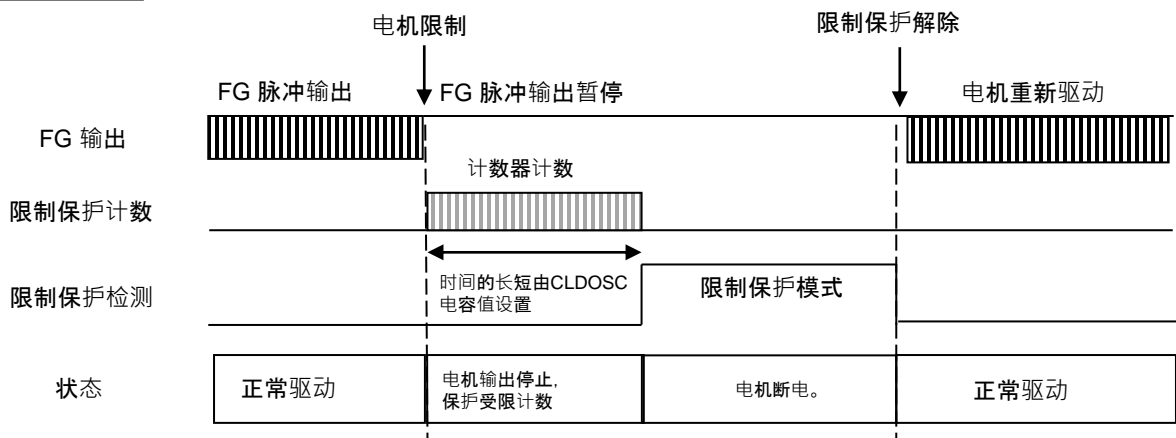 电机限制
限制保护解除
FG 脉冲输出
FG 脉冲输出暂停
电机重新驱动
FG 输出
计数器计数
限制保护计数
时间的长短由CLDOSC
电容值设置
限制保护检测
限制保护模式
状态
正常驱动
电机输出停止,
保护受限计数
电机断电。
正常驱动